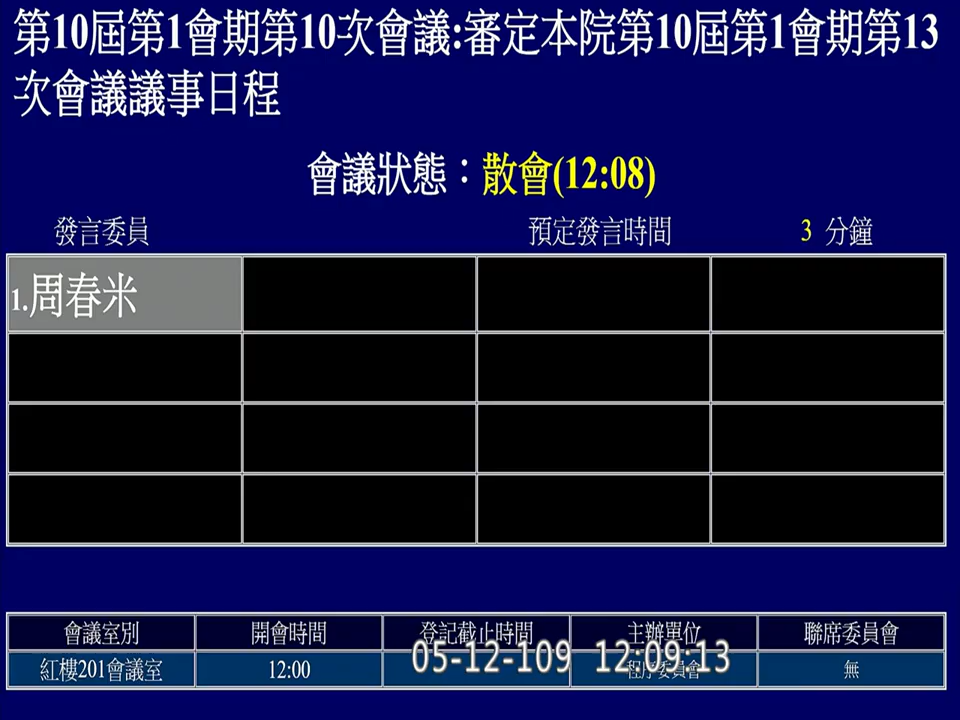 第10屆第1會期第10次會議:審定本院第10屆第1會期第13
次會議議事日程
會議狀態：散會(12:08)
發言委員 預定發言時間 3 分鐘
1.周春米
會議室別 開會時間 登記截止時間 主辦單位 聯席委員會
紅樓201會議室 12:00 程序委員會 無
05-12-109 12:09:13